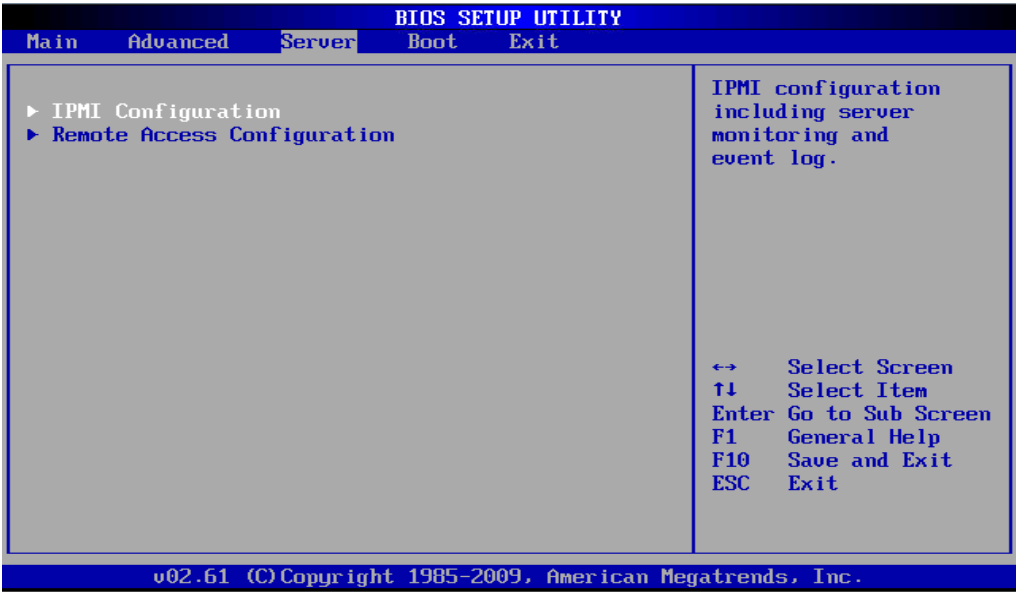 BIOS SETUP UTILITY
Main Advanced Server Boot Exit
► IPMI Configuration
► Remote Access Configuration
IPMI configuration
including server
monitoring and
event log.
↔ Select Screen
↑↓ Select Item
Enter Go to Sub Screen
F1 General Help
F10 Save and Exit
ESC Exit
v02.61 (C)Copyright 1985-2009, American Megatrends, Inc.